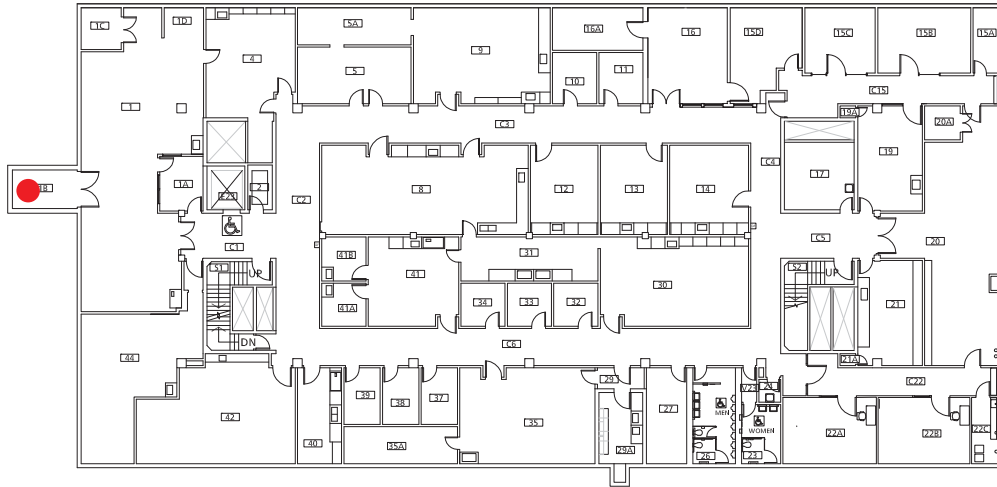 1C
1D
5A
16A
16
15D
15C
15B
15A
4
9
5
10
11
C15
1
19A
20A
C3
C4
19
1A
2
8
12
13
14
17
C2
C1
C5
20
41B
41
31
S1
UP
S2
UP
30
41A
34
33
32
21
DN
C6
44
21A
29
C22
39
38
37
27
V23
24
MEN
42
40
35
WOMEN
22A
22B
22C
35A
29A
26
23